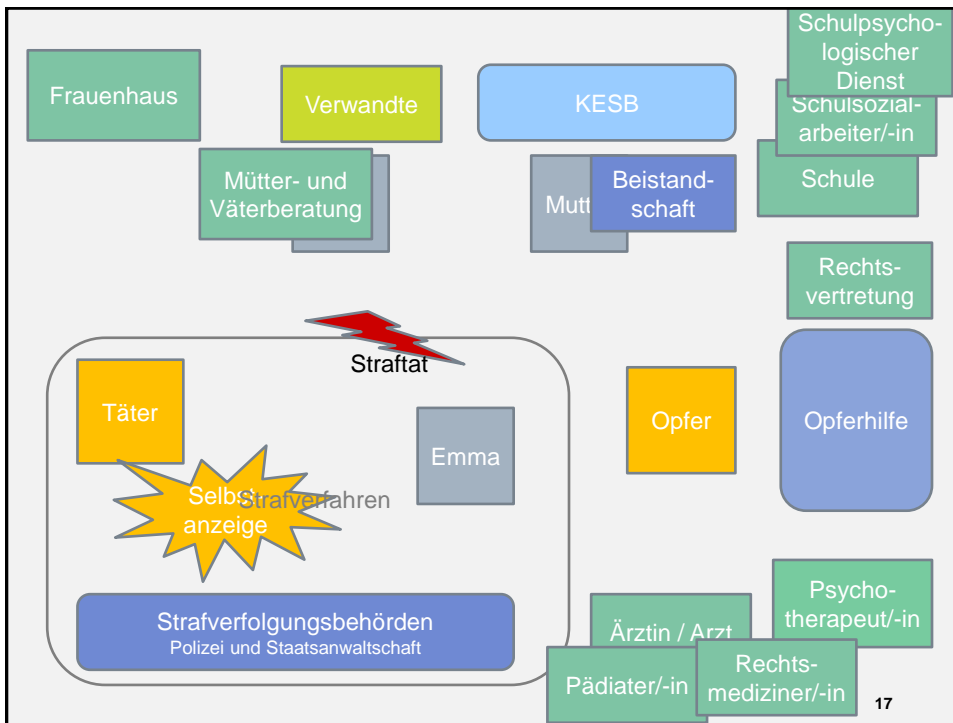 Schulpsycho-
logischer
Dienst
Frauenhaus
Verwandte
KESB
Schulsozial-
arbeiter/-in
Mütter- und
Väterberatung
Beistand-
schaft
Schule
Rechts-
vertretung
Straftat
Täter
Opfer
Opferhilfe
Emma
anzeige
Strafverfahren
Strafverfolgungsbehörden
Polizei und Staatsanwaltschaft
Psycho-
therapeut/-in
Ärztin / Arzt
Pädiater/-in
Rechts-
mediziner/-in
17